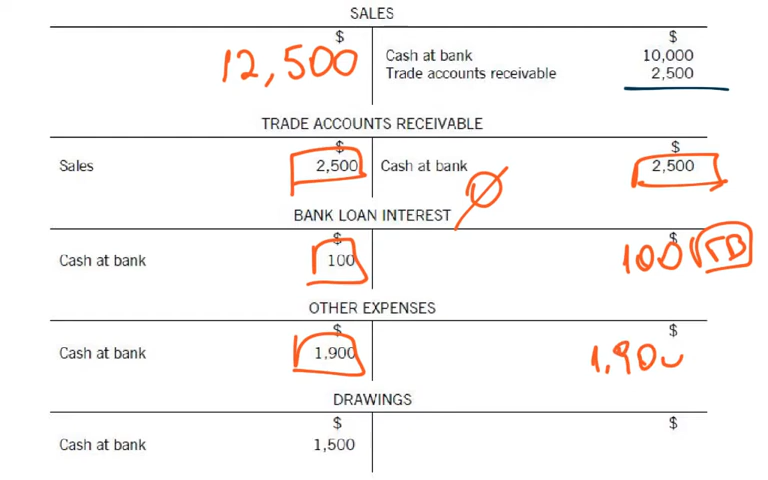 SALES
$ $
12,500 Cash at bank 10,000
Trade accounts receivable 2,500
TRADE ACCOUNTS RECEIVABLE
$ $
Sales 2,500 Cash at bank 2,500
BANK LOAN INTEREST
$ $
Cash at bank 100 100 TB
OTHER EXPENSES
$ $
Cash at bank 1,900 1,900
DRAWINGS
$ $
Cash at bank 1,500